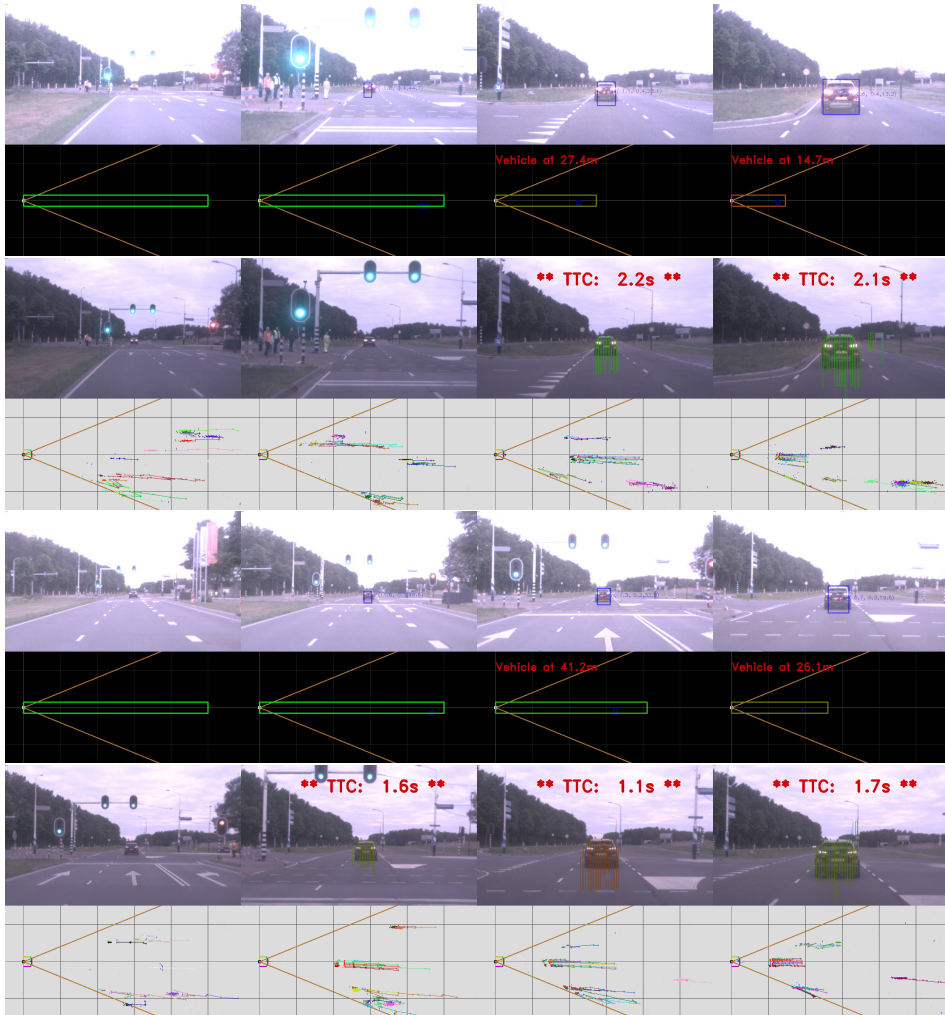 Vehicle at 27.4m
Vehicle at 14.7m
** TTC: 2.2s **
** TTC: 2.1s **
Vehicle at 41.2m
Vehicle at 26.1m
** TTC: 1.6s **
** TTC: 1.1s **
** TTC: 1.7s **